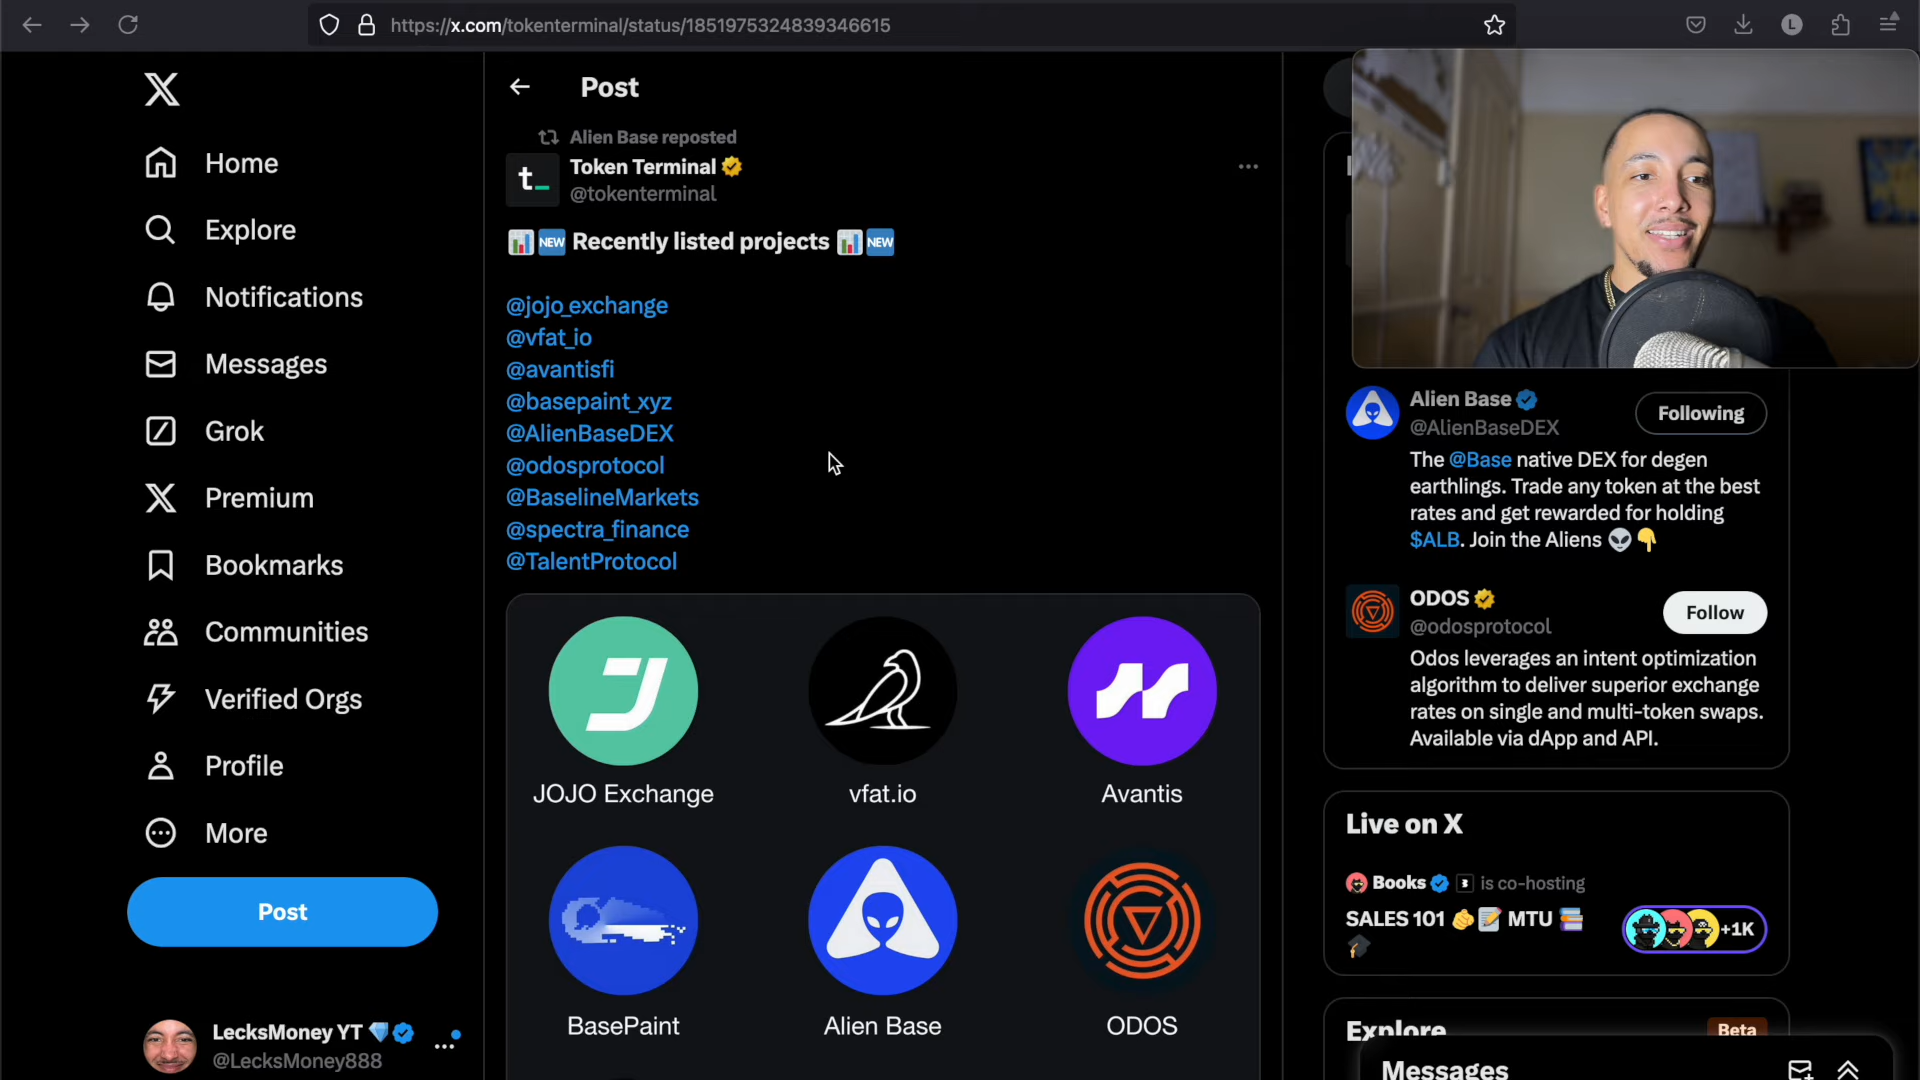 https://x.com/tokenterminal/status/1851975324839346615
L
Home
Explore
Notifications
Messages
Grok
Premium
Bookmarks
Communities
Verified Orgs
Profile
More
Post
LecksMoney YT
@LecksMoney888
Post
Alien Base reposted
t_
Token Terminal
@tokenterminal
NEW Recently listed projects NEW
@jojo_exchange
@vfat_io
@avantisfi
@basepaint_xyz
@AlienBaseDEX
@odosprotocol
@BaselineMarkets
@spectra_finance
@TalentProtocol
JOJO Exchange
vfat.io
Avantis
BasePaint
Alien Base
ODOS
Alien Base
@AlienBaseDEX
Following
The @Base native DEX for degen
earthlings. Trade any token at the best
rates and get rewarded for holding
$ALB. Join the Aliens
ODOS
@odosprotocol
Follow
Odos leverages an intent optimization
algorithm to deliver superior exchange
rates on single and multi-token swaps.
Available via dApp and API.
Live on X
Books is co-hosting
SALES 101 MTU
+1K
Explore
Beta
Messages